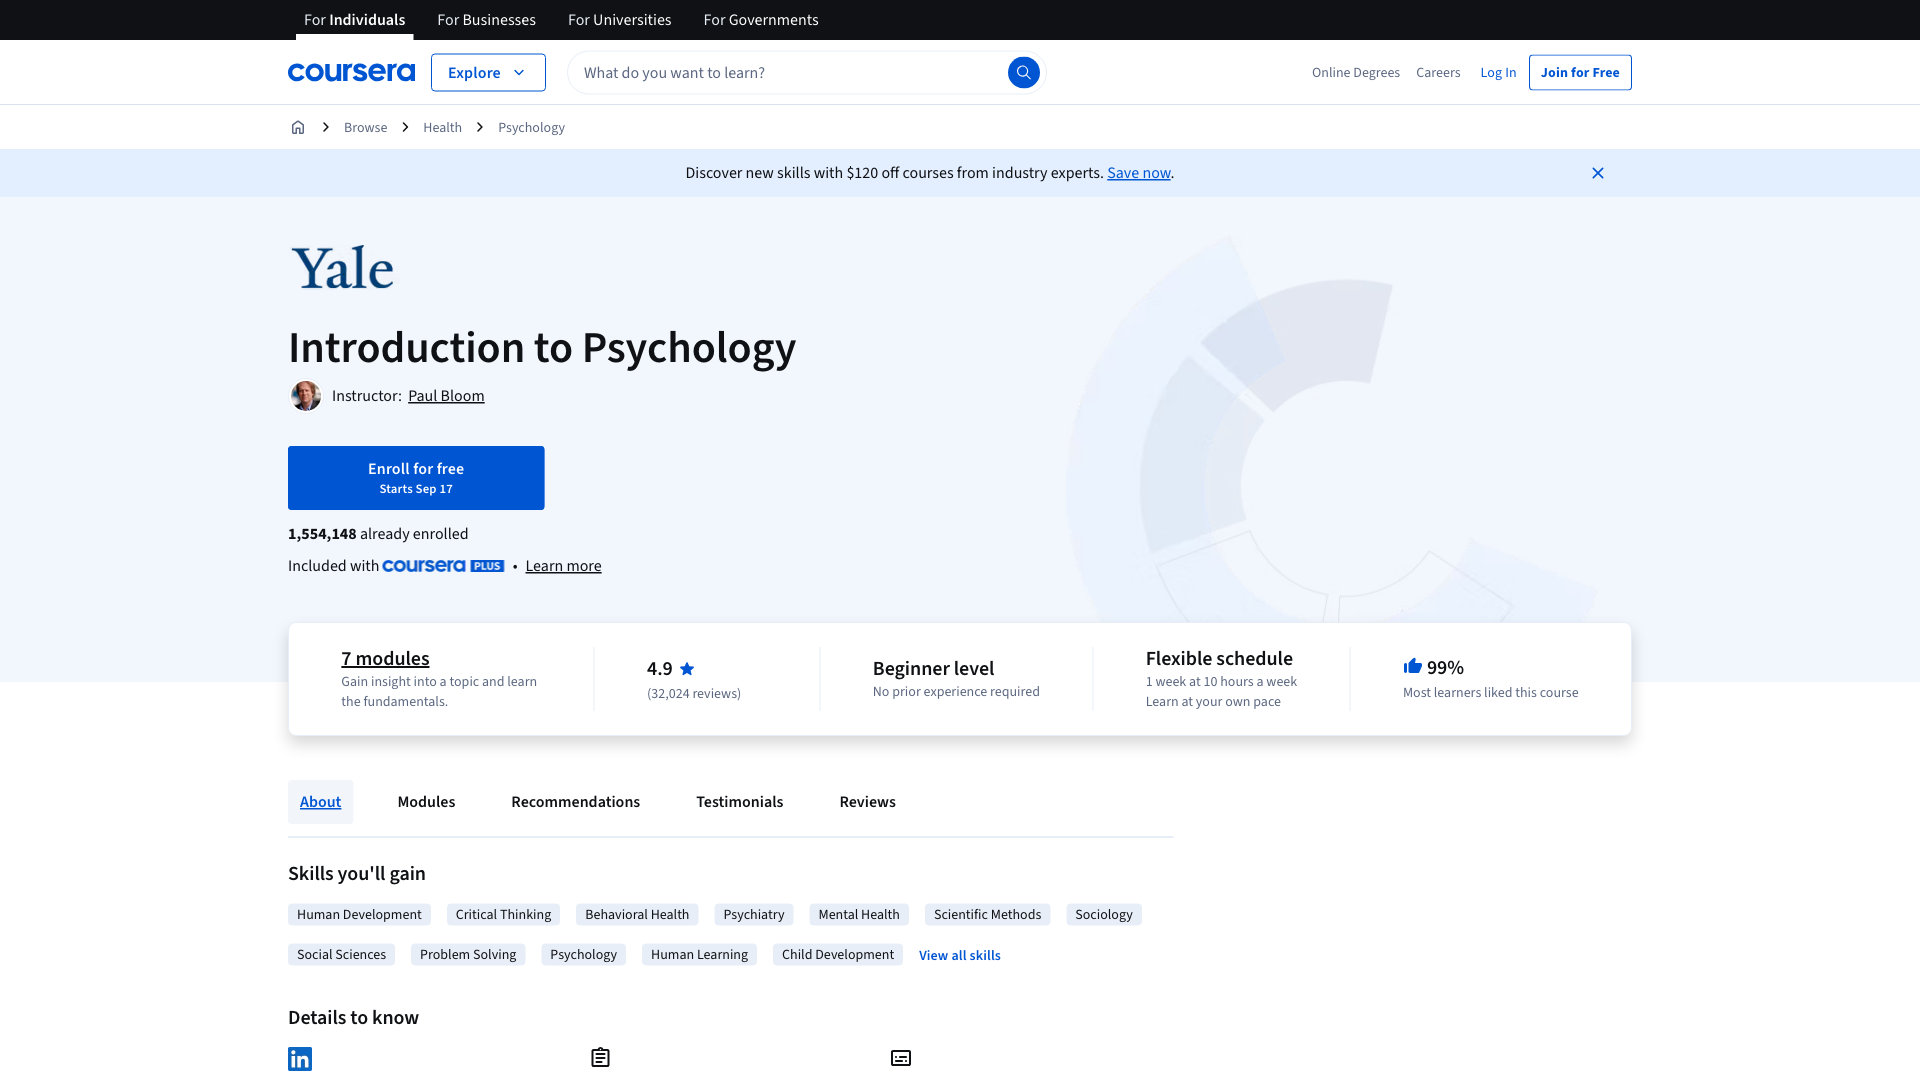 For Individuals
For Businesses
For Universities
For Governments
coursera
Explore
What do you want to learn?
Online Degrees
Careers
Log In
Join for Free
Browse
Health
Psychology
Discover new skills with $120 off courses from industry experts. Save now.
Yale
Introduction to Psychology
Instructor: Paul Bloom
Enroll for free
Starts Sep 17
1,554,148 already enrolled
Included with coursera PLUS • Learn more
7 modules
Gain insight into a topic and learn
the fundamentals.
4.9
(32,024 reviews)
Beginner level
No prior experience required
Flexible schedule
1 week at 10 hours a week
Learn at your own pace
99%
Most learners liked this course
About
Modules
Recommendations
Testimonials
Reviews
Skills you'll gain
Human Development
Critical Thinking
Behavioral Health
Psychiatry
Mental Health
Scientific Methods
Sociology
Social Sciences
Problem Solving
Psychology
Human Learning
Child Development
View all skills
Details to know
in